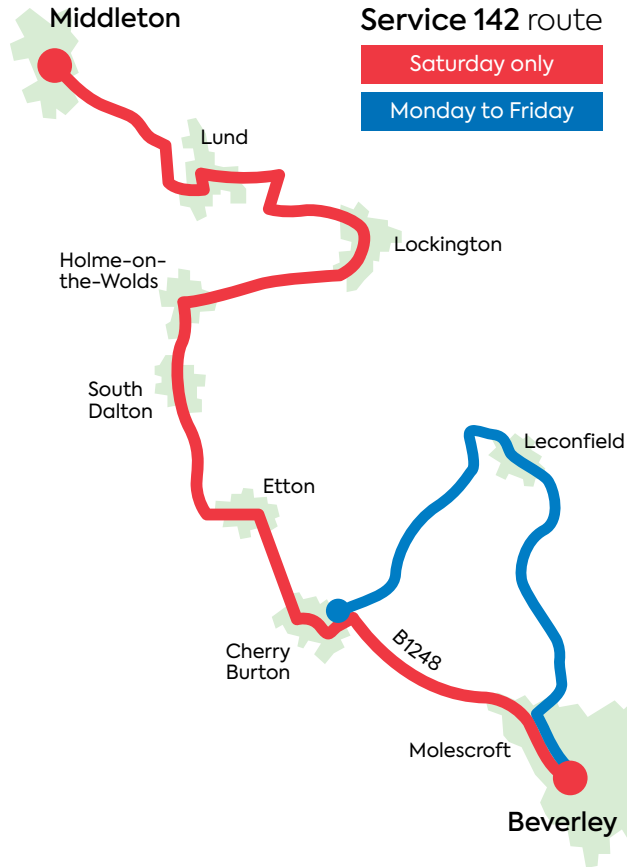 Middleton
Service 142 route
Saturday only
Monday to Friday
Lund
Lockington
Holme-on-
the-Wolds
South
Dalton
Leconfield
Etton
Cherry
Burton
B1248
Molescroft
Beverley